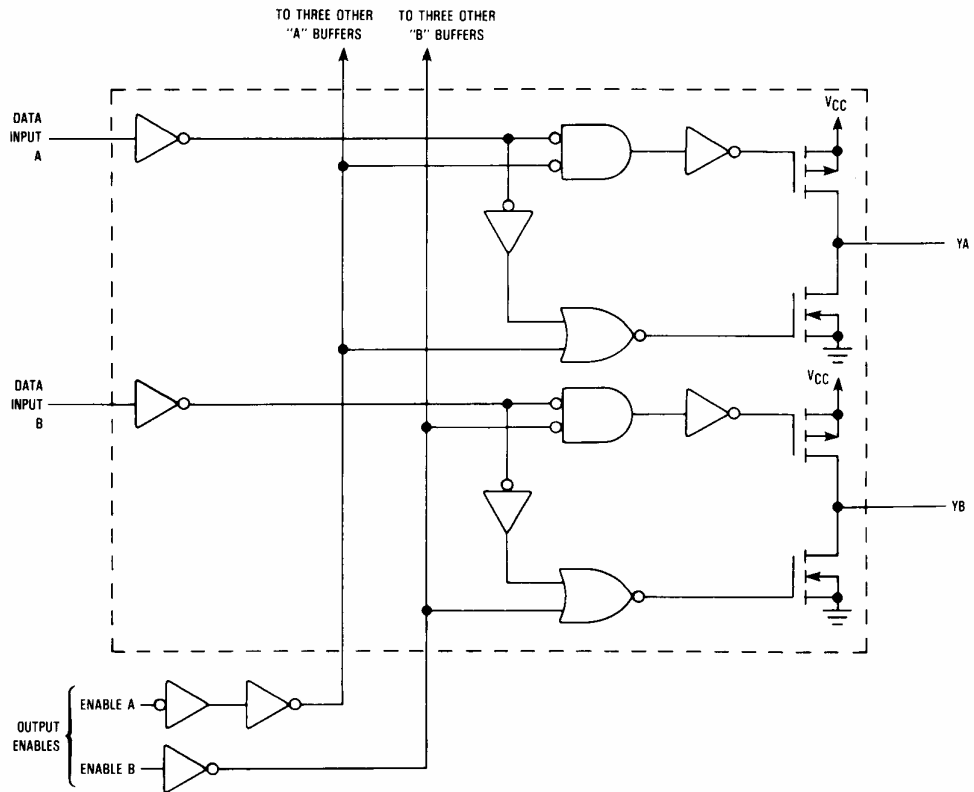 TO THREE OTHER
"A" BUFFERS
TO THREE OTHER
"B" BUFFERS
DATA
INPUT
A
VCC
YA
DATA
INPUT
B
VCC
YB
OUTPUT
ENABLES
ENABLE A
ENABLE B